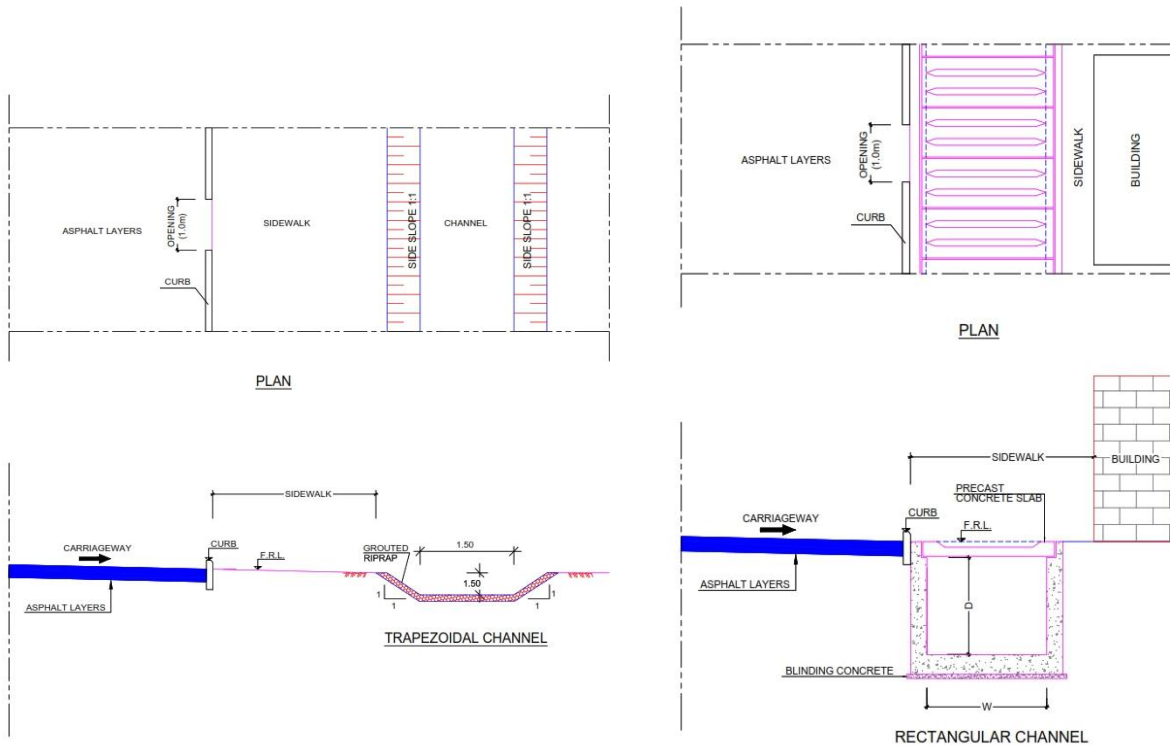 ASPHALT LAYERS
OPENING
(1.0m)
CURB
SIDEWALK
SIDE SLOPE 1:1
CHANNEL
SIDE SLOPE 1:1
PLAN
SIDEWALK
CARRIAGEWAY
CURB
F.R.L.
ASPHALT LAYERS
GROUTED
RIPRAP
1.50
1.50
1
1
1
1
TRAPEZOIDAL CHANNEL
ASPHALT LAYERS
OPENING
(1.0m)
CURB
SIDEWALK
BUILDING
PLAN
SIDEWALK
BUILDING
PRECAST
CONCRETE SLAB
CURB
F.R.L.
CARRIAGEWAY
ASPHALT LAYERS
D
BLINDING CONCRETE
W
RECTANGULAR CHANNEL